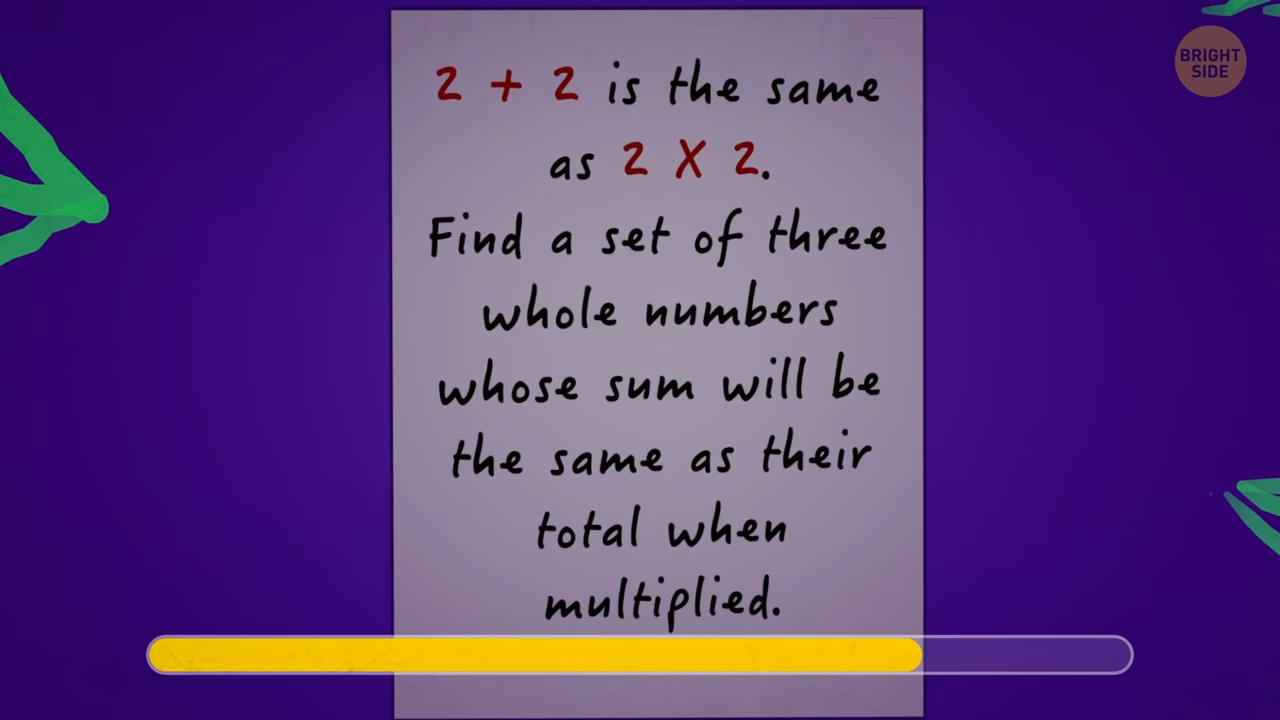 BRIGHT
SIDE
2 + 2 is the same
as 2 X 2.
Find a set of three
whole numbers
whose sum will be
the same as their
total when
multiplied.